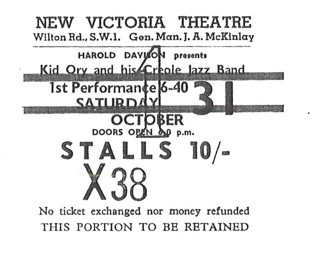 NEW VICTORIA THEATRE
Wilton Rd., S.W.1. Gen. Man. J. A. McKinlay
HAROLD DAVISON presents
Kid Ory and his Creole Jazz Band
1st Performance 6-40
SATURDAY 31
OCTOBER
DOORS OPEN p.m.
STALLS 10/-
X38
No ticket exchanged nor money refunded
THIS PORTION TO BE RETAINED